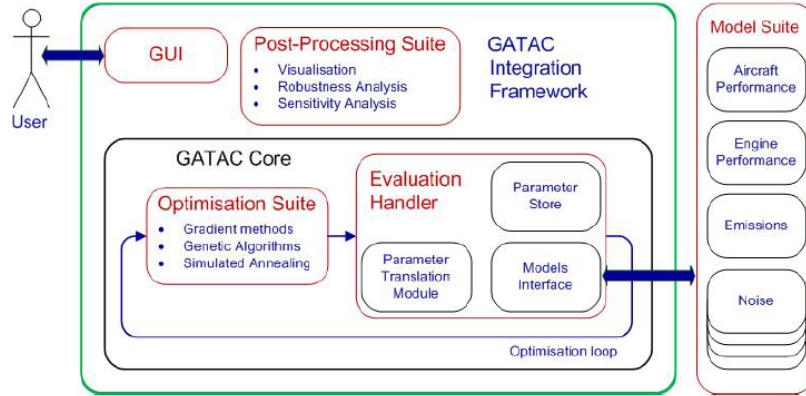 User
GUI
Post-Processing Suite
• Visualisation
• Robustness Analysis
• Sensitivity Analysis
GATAC
Integration
Framework
GATAC Core
Optimisation Suite
• Gradient methods
• Genetic Algorithms
• Simulated Annealing
Evaluation
Handler
Parameter
Store
Parameter
Translation
Module
Models
Interface
Optimisation loop
Model Suite
Aircraft
Performance
Engine
Performance
Emissions
Noise